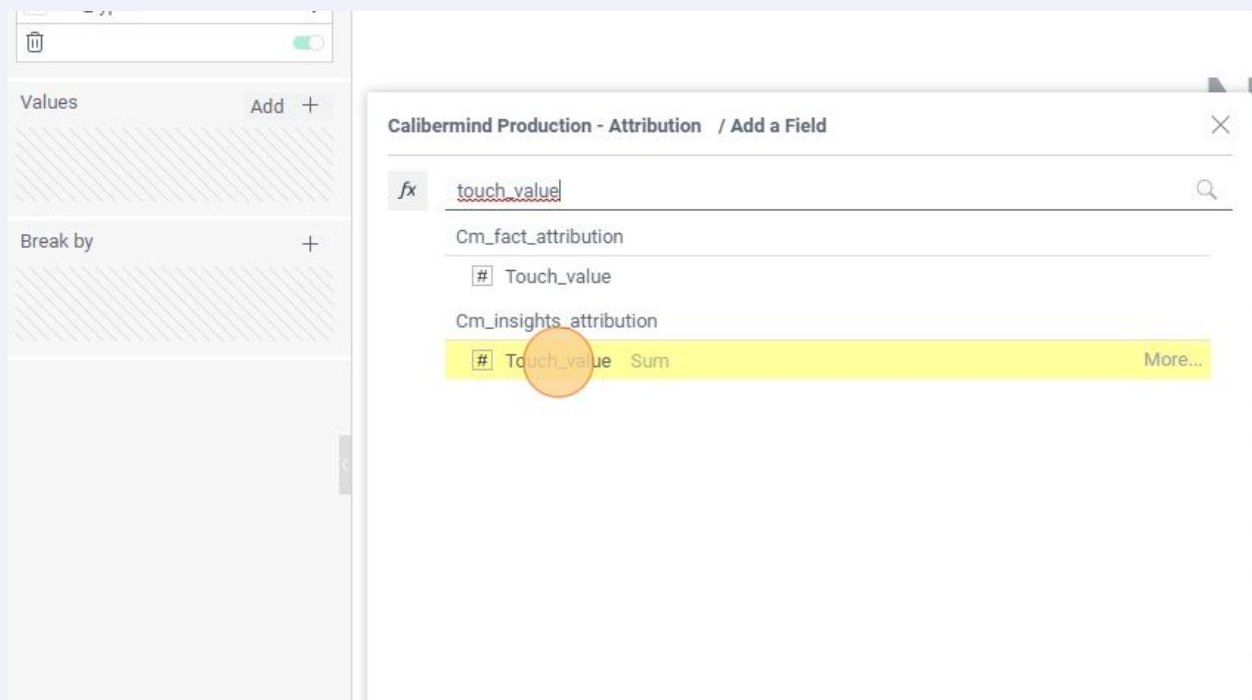 Values Add +
Calibermind Production - Attribution / Add a Field
fx touch_value
Cm_fact_attribution
# Touch_value
Break by +
Cm_insights_attribution
# Touch_value Sum More...